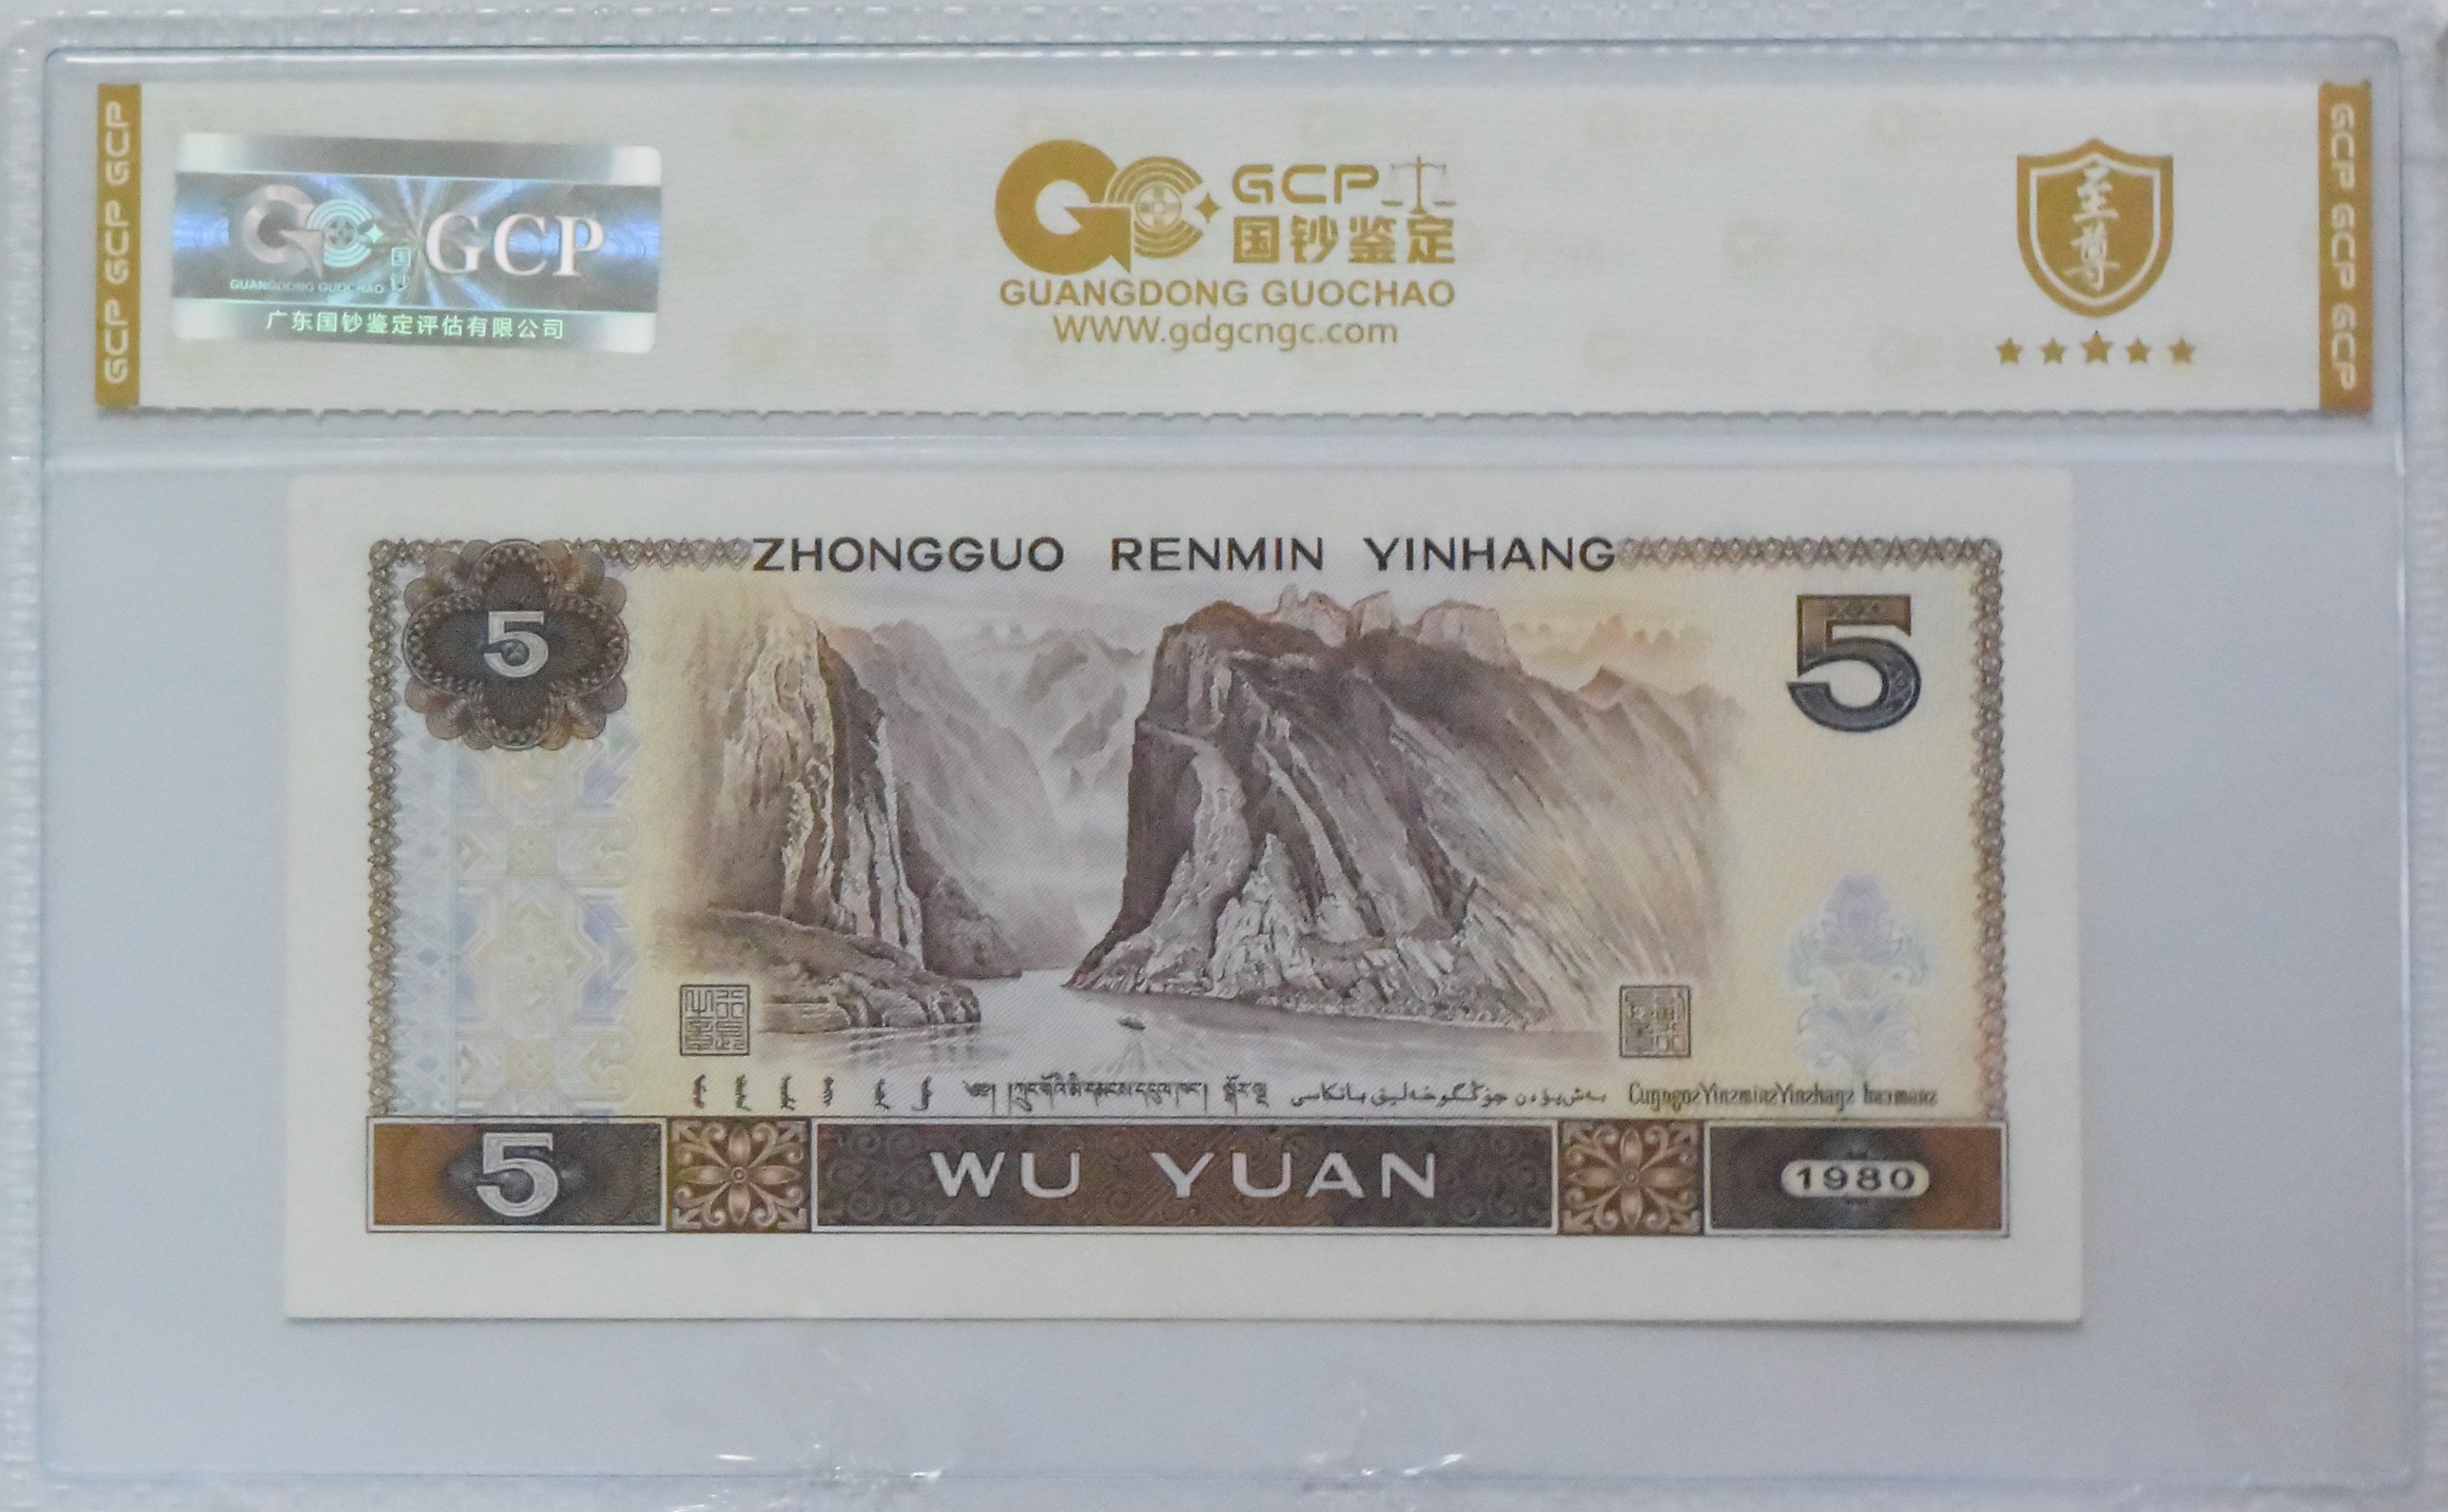 GCP GCP GCP
国钞
GCP
GUANGDONG GUOCHAO
广东国钞鉴定评估有限公司
GCP
国钞鉴定
GUANGDONG GUOCHAO
WWW.gdgcngc.com
至尊
GCP GCP GCP
ZHONGGUO RENMIN YINHANG
5
5
5
WU YUAN
1980